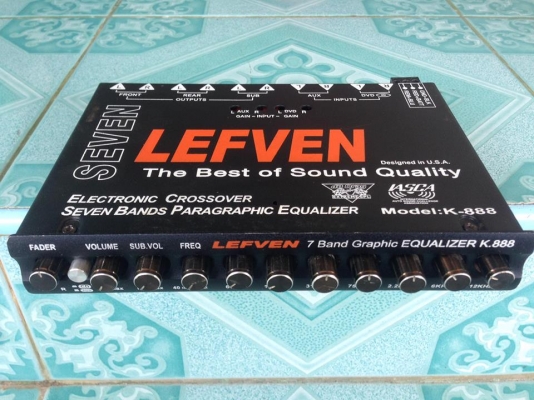 FRONT REAR SUB AUX DVD
OUTPUTS INPUTS
L AUX R L DVD R
GAIN – INPUT – GAIN
SEVEN
LEFVEN
Designed in U.S.A.
The Best of Sound Quality
ELECTRONIC CROSSOVER
SEVEN BANDS PARAGRAPHIC EQUALIZER
IASCA
Model:K-888
FADER VOLUME SUB.VOL FREQ LEFVEN 7 Band Graphic EQUALIZER K.888
R